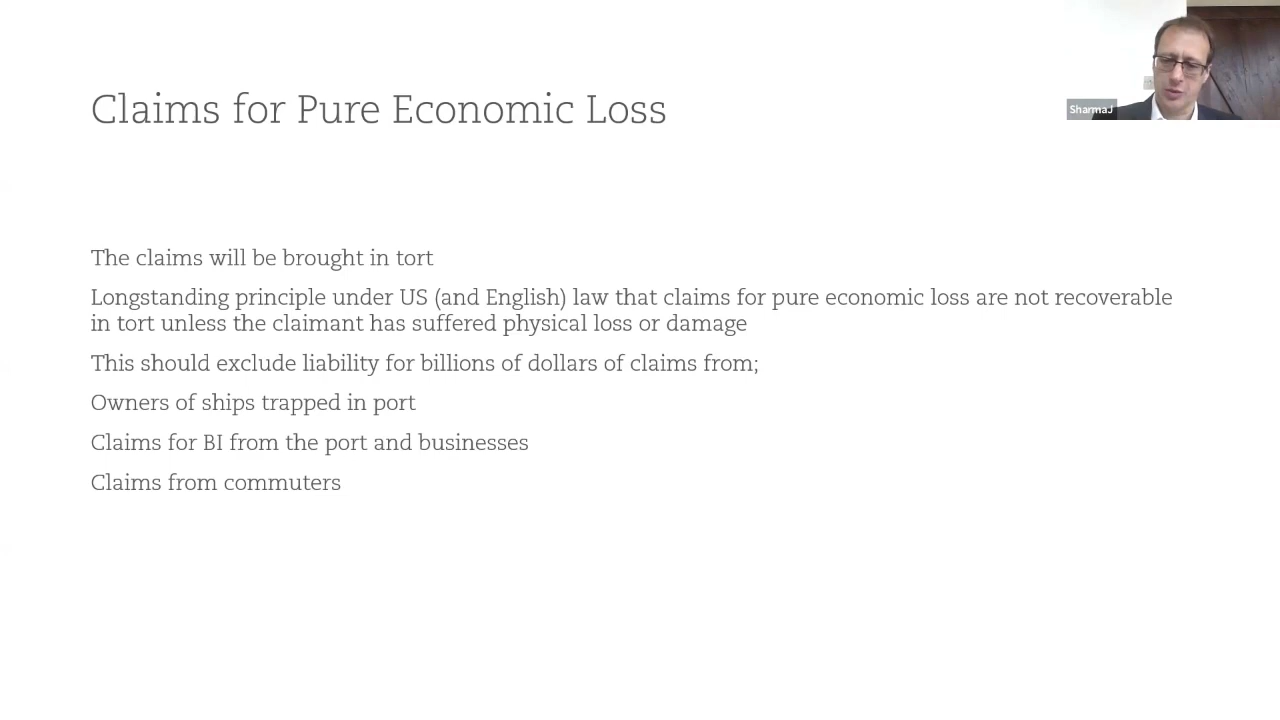 Claims for Pure Economic Loss
SharmaJ
The claims will be brought in tort
Longstanding principle under US (and English) law that claims for pure economic loss are not recoverable
in tort unless the claimant has suffered physical loss or damage
This should exclude liability for billions of dollars of claims from;
Owners of ships trapped in port
Claims for BI from the port and businesses
Claims from commuters